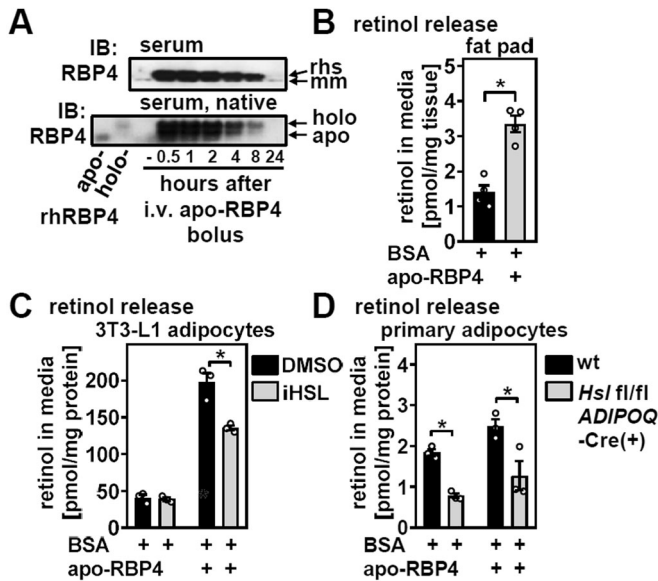 A
IB: serum
RBP4
rhs
mm
IB: serum, native
RBP4
holo
apo
apo-
holo-
- 0.5 1 2 4 8 24
rhRBP4
hours after
i.v. apo-RBP4
bolus
B retinol release
fat pad
retinol in media
[pmol/mg tissue]
5
4
3
2
1
0
*
BSA + +
apo-RBP4 +
C retinol release
3T3-L1 adipocytes
retinol in media
[pmol/mg protein]
200
150
100
50
0
*
DMSO
iHSL
BSA + + + +
apo-RBP4 + +
D retinol release
primary adipocytes
retinol in media
[pmol/mg protein]
4
3
2
1
0
* *
wt
Hsl fl/fl
ADIPOQ
-Cre(+)
BSA + + + +
apo-RBP4 + +